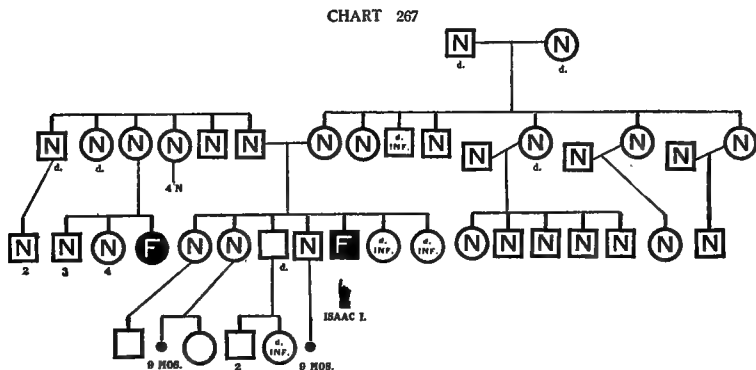 CHART 267
N N
d. d.
N N N N N N N N d. INF. N N N N N N N
d. d. 4 N d.
N N N F N N N F d. INF. d. INF. N N N N N N N
2 3 4 d.
ISAAC I.
9 MOS. 2 d. INF. 9 MOS.